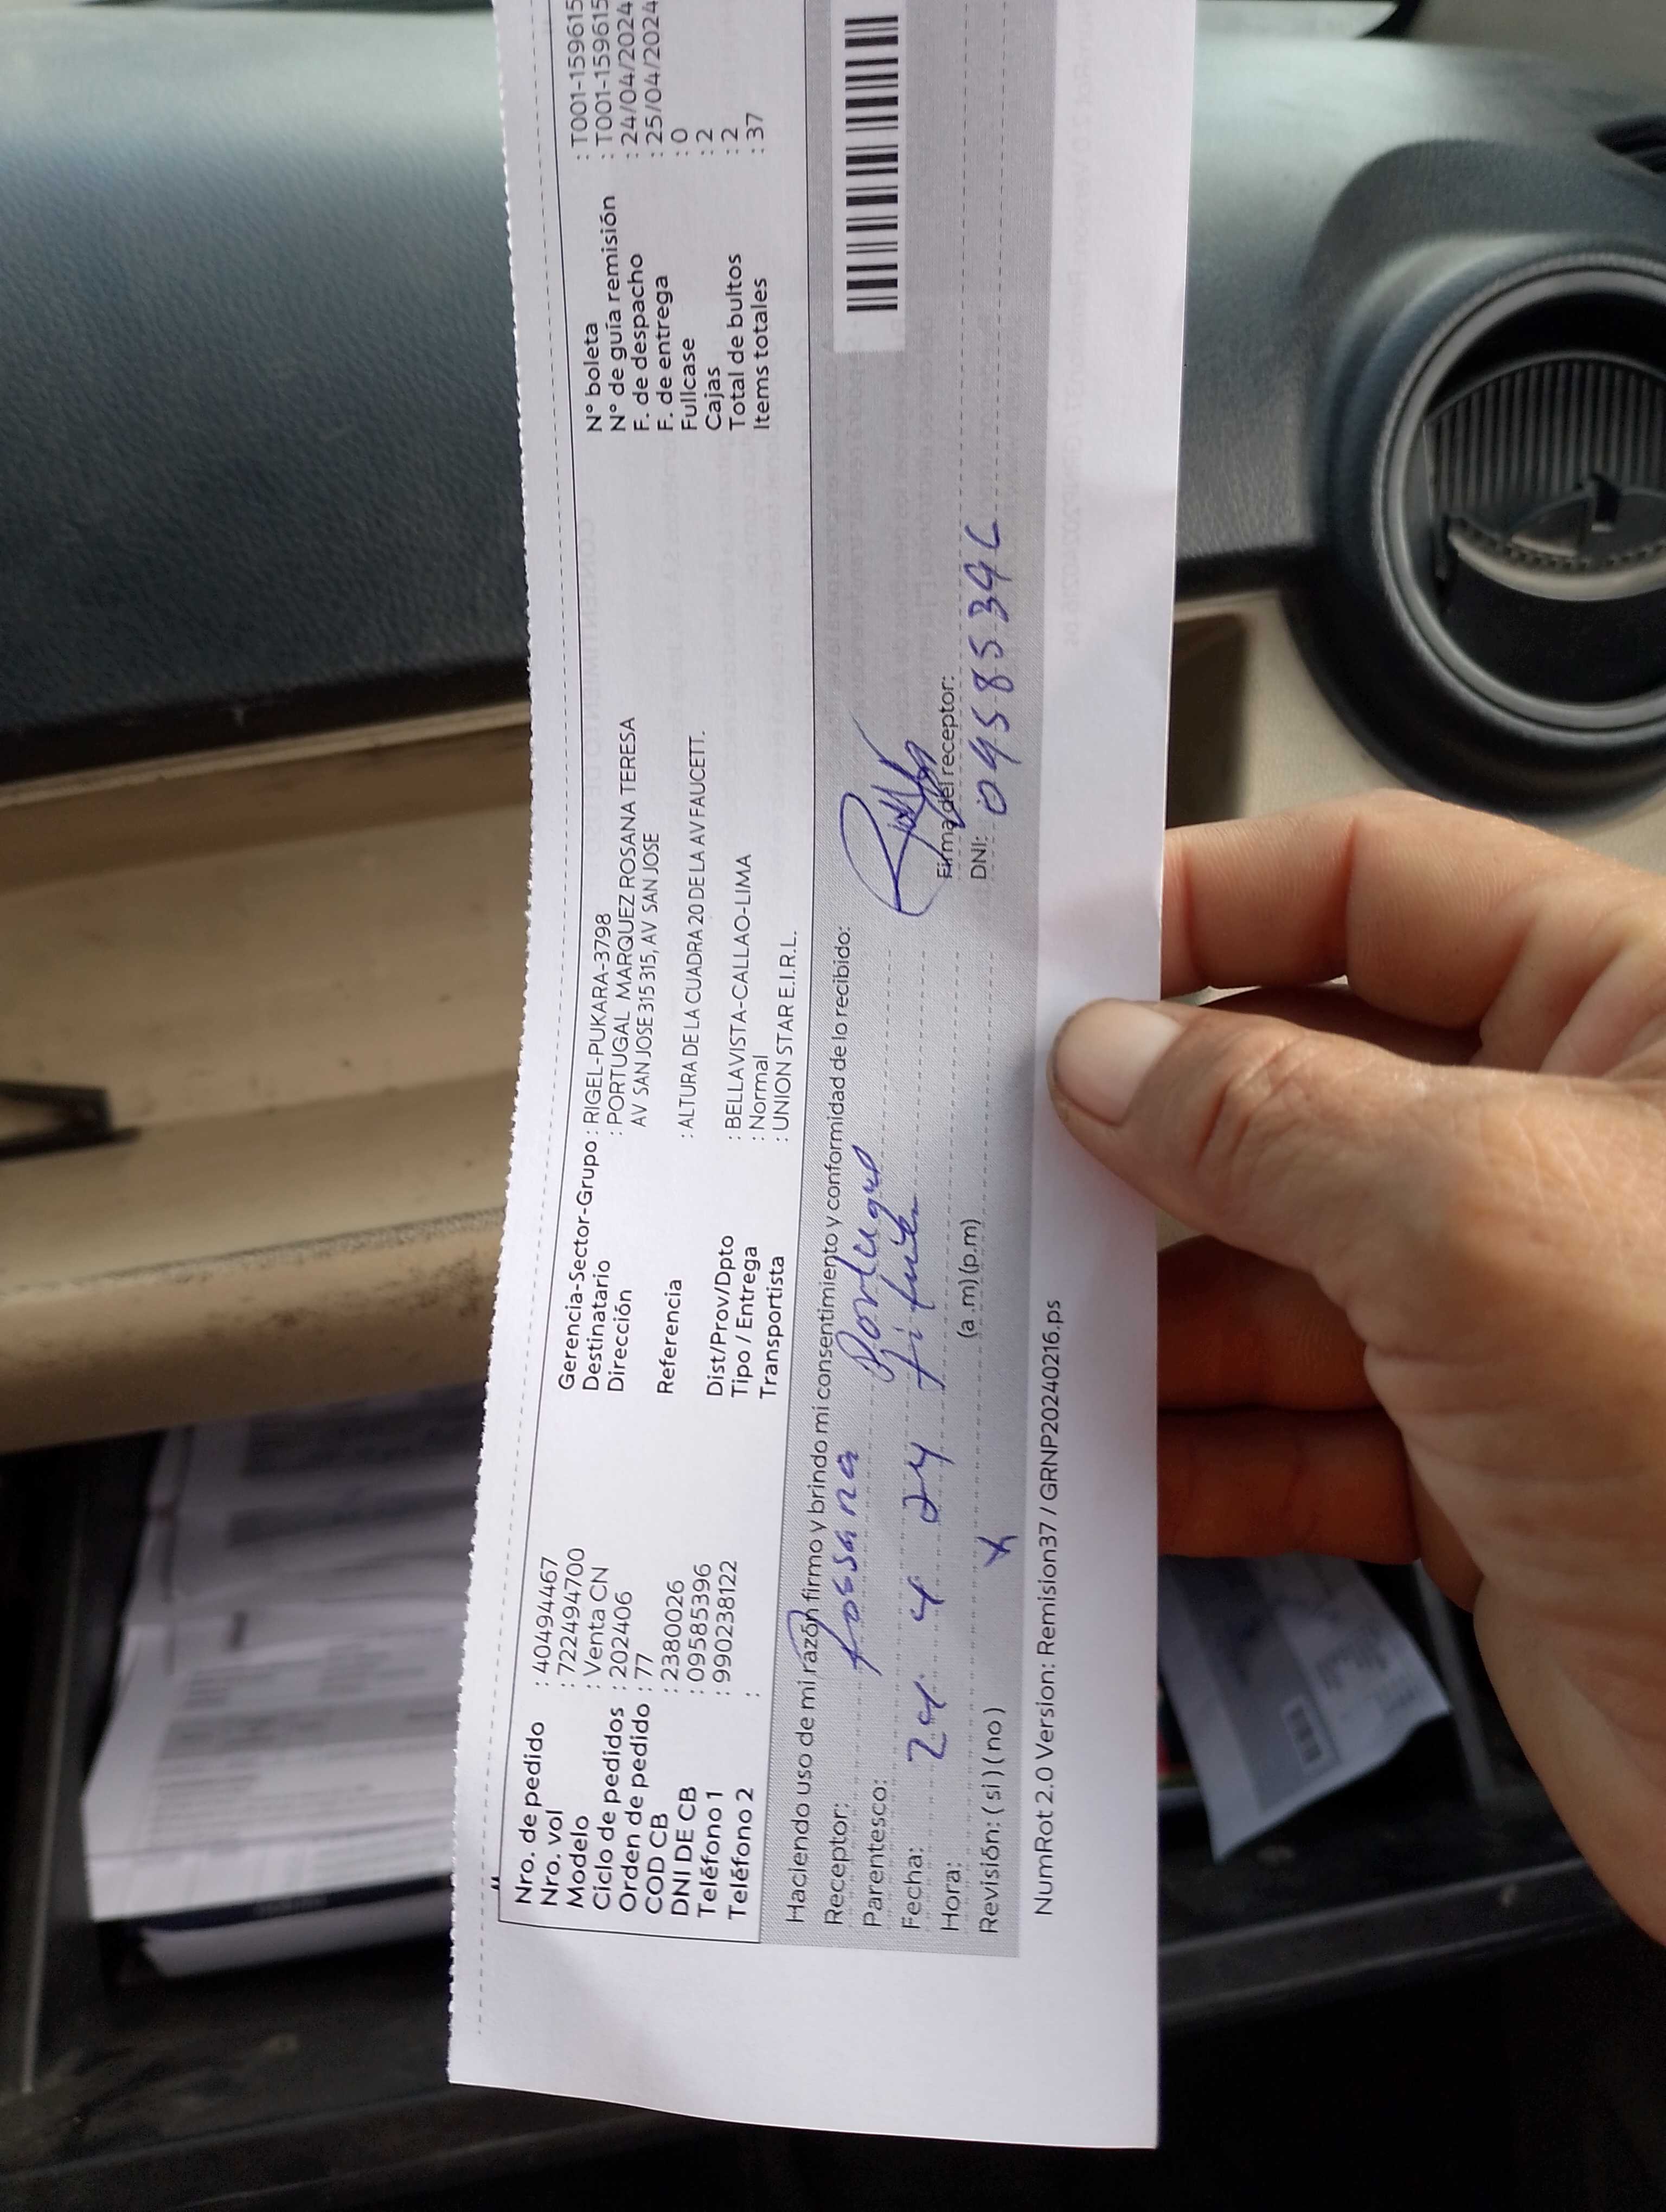 Nro. de pedido : 40494467
Nro. vol : 7224947​00
Modelo : Venta CN
Ciclo de pedidos : 202406
Orden de pedido : 77
COD CB : 2380026
DNI DE CB : 09585396
Teléfono 1 : 990238122
Teléfono 2 :
Gerencia-Sector-Grupo : RIGEL-PUKARA-3798
Destinatario : PORTUGAL MARQUEZ ROSANA TERESA
Dirección AV SAN JOSE 315 315, AV SAN JOSE
Referencia : ALTURA DE LA CUADRA 20 DE LA AV FAUCETT.
Dist/Prov/Dpto : BELLAVISTA-CALLAO-LIMA
Tipo / Entrega : Normal
Transportista : UNION STAR E.I.R.L.
N° boleta : T001-159615
N° de guía remisión : T001-159615
F. de despacho : 24/04/2024
F. de entrega : 25/04/2024
Fullcase : 0
Cajas : 2
Total de bultos : 2
Items totales : 37
Haciendo uso de mi razón firmo y brindo mi consentimiento y conformidad de lo recibido:
Receptor: Rossana Portugal
Parentesco:
Fecha: 24 4 24
Hora: (a.m) (p.m)
Revisión: ( si ) ( no ) X
Firma del receptor:
DNI: 09585396
NumRot 2.0 Version: Remision37 / GRNP20240216.ps